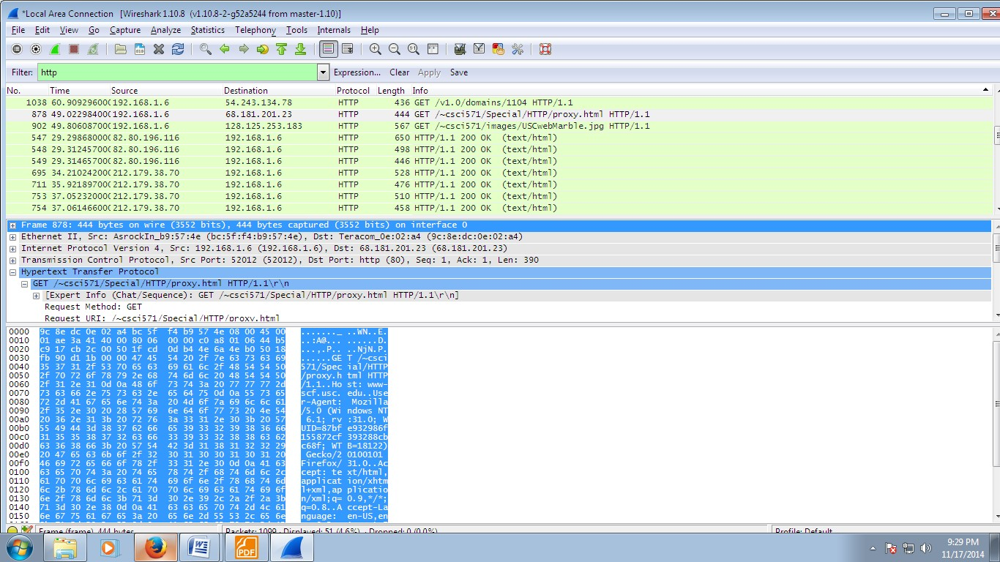 *Local Area Connection [Wireshark 1.10.8 (v1.10.8-2-g52a5244 from master-1.10)]
File Edit View Go Capture Analyze Statistics Telephony Tools Internals Help
Filter: http Expression... Clear Apply Save
No. Time Source Destination Protocol Length Info
1038 60.909296000 192.168.1.6 54.243.134.78 HTTP 436 GET /v1.0/domains/1104 HTTP/1.1
878 49.022984000 192.168.1.6 68.181.201.23 HTTP 444 GET /~csci571/Special/HTTP/proxy.html HTTP/1.1
902 49.806087000 192.168.1.6 128.125.253.183 HTTP 567 GET /~csci571/images/USCwebMarble.jpg HTTP/1.1
547 29.298680000 82.80.196.116 192.168.1.6 HTTP 650 HTTP/1.1 200 OK (text/html)
548 29.312457000 82.80.196.116 192.168.1.6 HTTP 498 HTTP/1.1 200 OK (text/html)
549 29.314657000 82.80.196.116 192.168.1.6 HTTP 446 HTTP/1.1 200 OK (text/html)
695 34.210242000 212.179.38.70 192.168.1.6 HTTP 528 HTTP/1.1 200 OK (text/html)
711 35.921897000 212.179.38.70 192.168.1.6 HTTP 476 HTTP/1.1 200 OK (text/html)
753 37.052320000 212.179.38.70 192.168.1.6 HTTP 510 HTTP/1.1 200 OK (text/html)
754 37.061466000 212.179.38.70 192.168.1.6 HTTP 458 HTTP/1.1 200 OK (text/html)
Frame 878: 444 bytes on wire (3552 bits), 444 bytes captured (3552 bits) on interface 0
Ethernet II, Src: AsrockIn_b9:57:4e (bc:5f:f4:b9:57:4e), Dst: Teracom_0e:02:a4 (9c:8e:dc:0e:02:a4)
Internet Protocol Version 4, Src: 192.168.1.6 (192.168.1.6), Dst: 68.181.201.23 (68.181.201.23)
Transmission Control Protocol, Src Port: 52012 (52012), Dst Port: http (80), Seq: 1, Ack: 1, Len: 390
Hypertext Transfer Protocol
GET /~csci571/Special/HTTP/proxy.html HTTP/1.1\r\n
[Expert Info (Chat/Sequence): GET /~csci571/Special/HTTP/proxy.html HTTP/1.1\r\n]
Request Method: GET
Request URI: /~csci571/Special/HTTP/proxy.html
0000 9c 8e dc 0e 02 a4 bc 5f f4 b9 57 4e 08 00 45 00 ......._ ..WN..E.
0010 01 ae 3a 41 40 00 80 06 00 00 c0 a8 01 06 44 b5 ..:A@... ......D.
0020 c9 17 cb 2c 00 50 1f cd 0d b4 4e 6a 4e b0 50 18 ...,.P.. ..NjN.P.
0030 fb 90 d1 1b 00 00 47 45 54 20 2f 7e 63 73 63 69 ......GE T /~csci
0040 35 37 31 2f 53 70 65 63 69 61 6c 2f 48 54 54 50 571/Spec ial/HTTP
0050 2f 70 72 6f 78 79 2e 68 74 6d 6c 20 48 54 54 50 /proxy.h tml HTTP
0060 2f 31 2e 31 0d 0a 48 6f 73 74 3a 20 77 77 77 2d /1.1..Ho st: www-
0070 73 63 66 2e 75 73 63 2e 65 64 75 0d 0a 55 73 65 scf.usc. edu..Use
0080 72 2d 41 67 65 6e 74 3a 20 4d 6f 7a 69 6c 6c 61 r-Agent: Mozilla
0090 2f 35 2e 30 20 28 57 69 6e 64 6f 77 73 20 4e 54 /5.0 (Wi ndows NT
00a0 20 36 2e 31 3b 20 72 76 3a 33 31 2e 30 3b 20 57 6.1; rv :31.0; W
00b0 55 49 44 3d 38 37 62 66 65 39 33 32 39 38 36 66 UID=87bf e932986f
00c0 31 35 35 38 37 32 63 66 33 39 33 32 38 38 63 62 155872cf 393288cb
00d0 63 36 38 66 3b 20 57 54 42 3d 31 38 31 32 32 29 c68f; WT B=18122)
00e0 20 47 65 63 6b 6f 2f 32 30 31 30 30 31 30 31 20 Gecko/2 0100101
00f0 46 69 72 65 66 6f 78 2f 33 31 2e 30 0d 0a 41 63 Firefox/ 31.0..Ac
0100 63 65 70 74 3a 20 74 65 78 74 2f 68 74 6d 6c 2c cept: te xt/html,
0110 61 70 70 6c 69 63 61 74 69 6f 6e 2f 78 68 74 6d applicat ion/xhtm
0120 6c 2b 78 6d 6c 2c 61 70 70 6c 69 63 61 74 69 6f l+xml,ap plicatio
0130 6e 2f 78 6d 6c 3b 71 3d 30 2e 39 2c 2a 2f 2a 3b n/xml;q= 0.9,*/*;
0140 71 3d 30 2e 38 0d 0a 41 63 63 65 70 74 2d 4c 61 q=0.8..A ccept-La
0150 6e 67 75 61 67 65 3a 20 65 6e 2d 55 53 2c 65 6e nguage: en-US,en
Frame (frame), 444 bytes Packets: 1099 · Displayed: 51 (4.6%) · Dropped: 0 (0.0%) Profile: Default
PDF
9:29 PM
11/17/2014